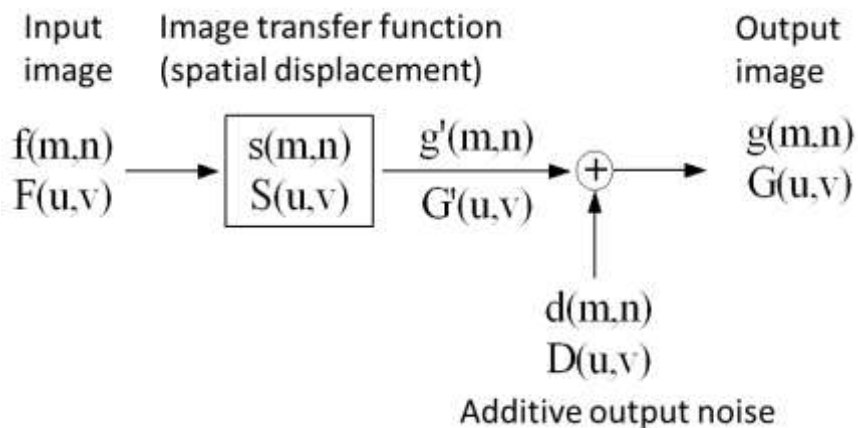 Input
image
Image transfer function
(spatial displacement)
Output
image
f(m,n)
F(u,v)
s(m,n)
S(u,v)
g'(m,n)
G'(u,v)
+
g(m,n)
G(u,v)
d(m,n)
D(u,v)
Additive output noise